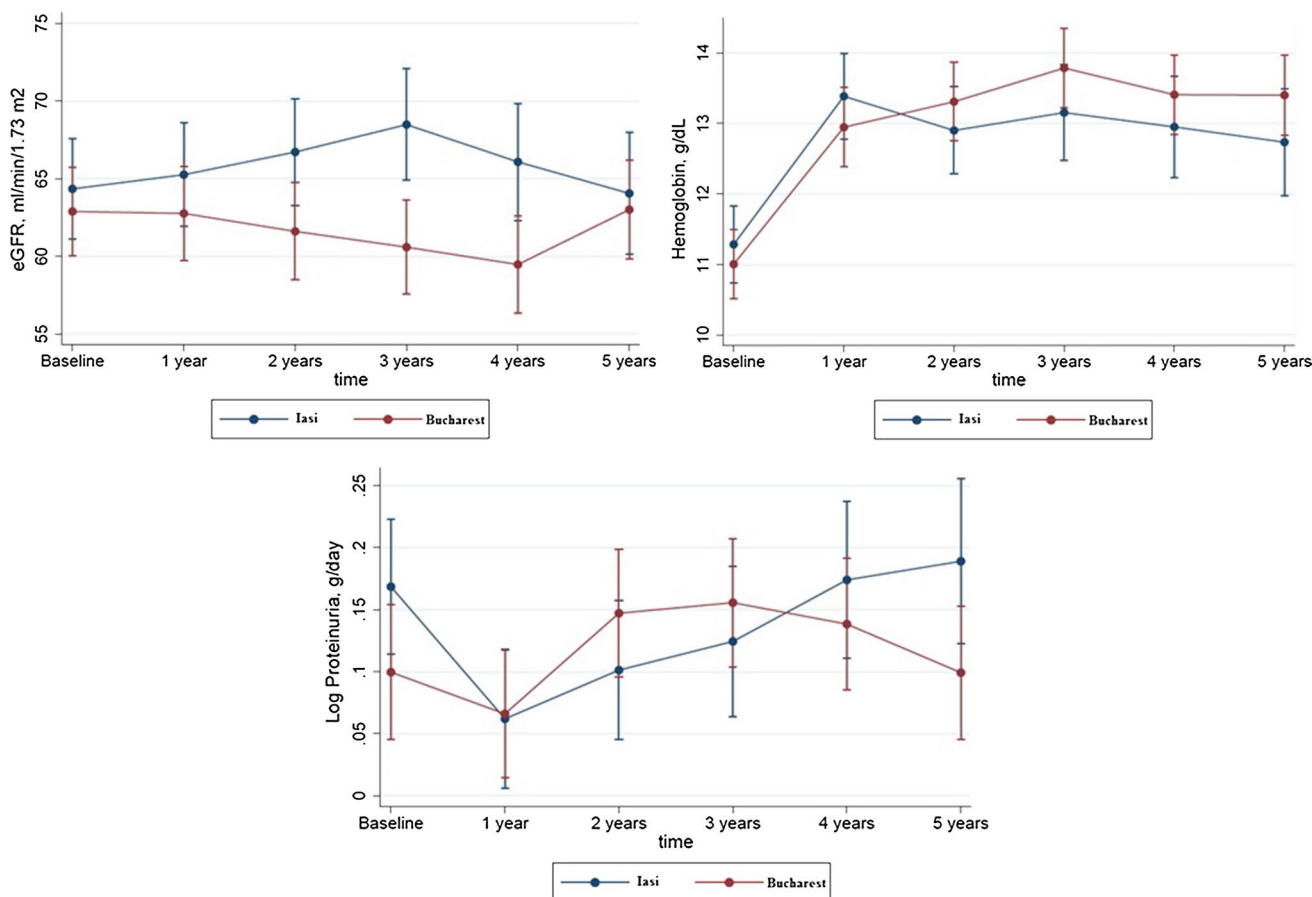 eGFR, ml/min/1.73 m2
75
70
65
60
55
Baseline 1 year 2 years 3 years 4 years 5 years
time
Iasi Bucharest
Hemoglobin, g/dL
14
13
12
11
10
Baseline 1 year 2 years 3 years 4 years 5 years
time
Iasi Bucharest
Log Proteinuria, g/day
.25
.2
.15
.1
.05
0
Baseline 1 year 2 years 3 years 4 years 5 years
time
Iasi Bucharest